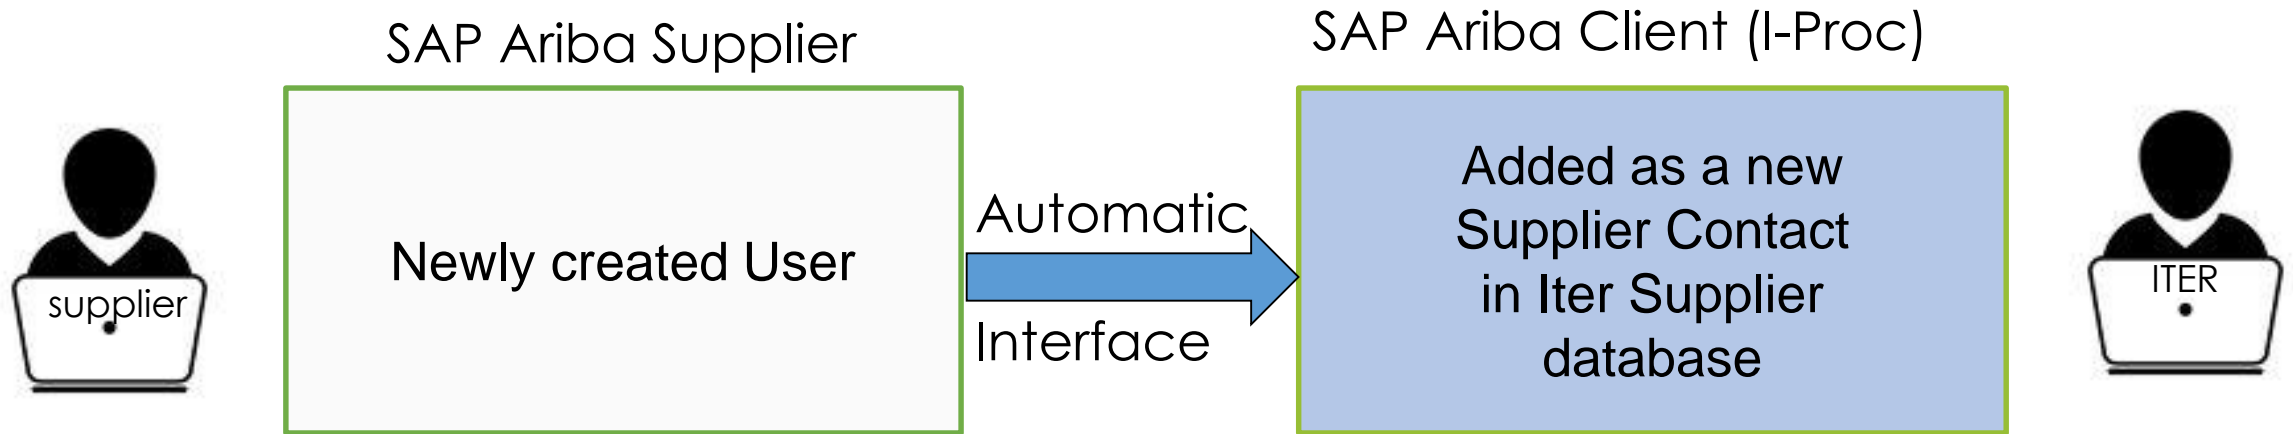 SAP Ariba Supplier
SAP Ariba Client (I-Proc)
supplier
Newly created User
Automatic
Interface
Added as a new
Supplier Contact
in Iter Supplier
database
ITER